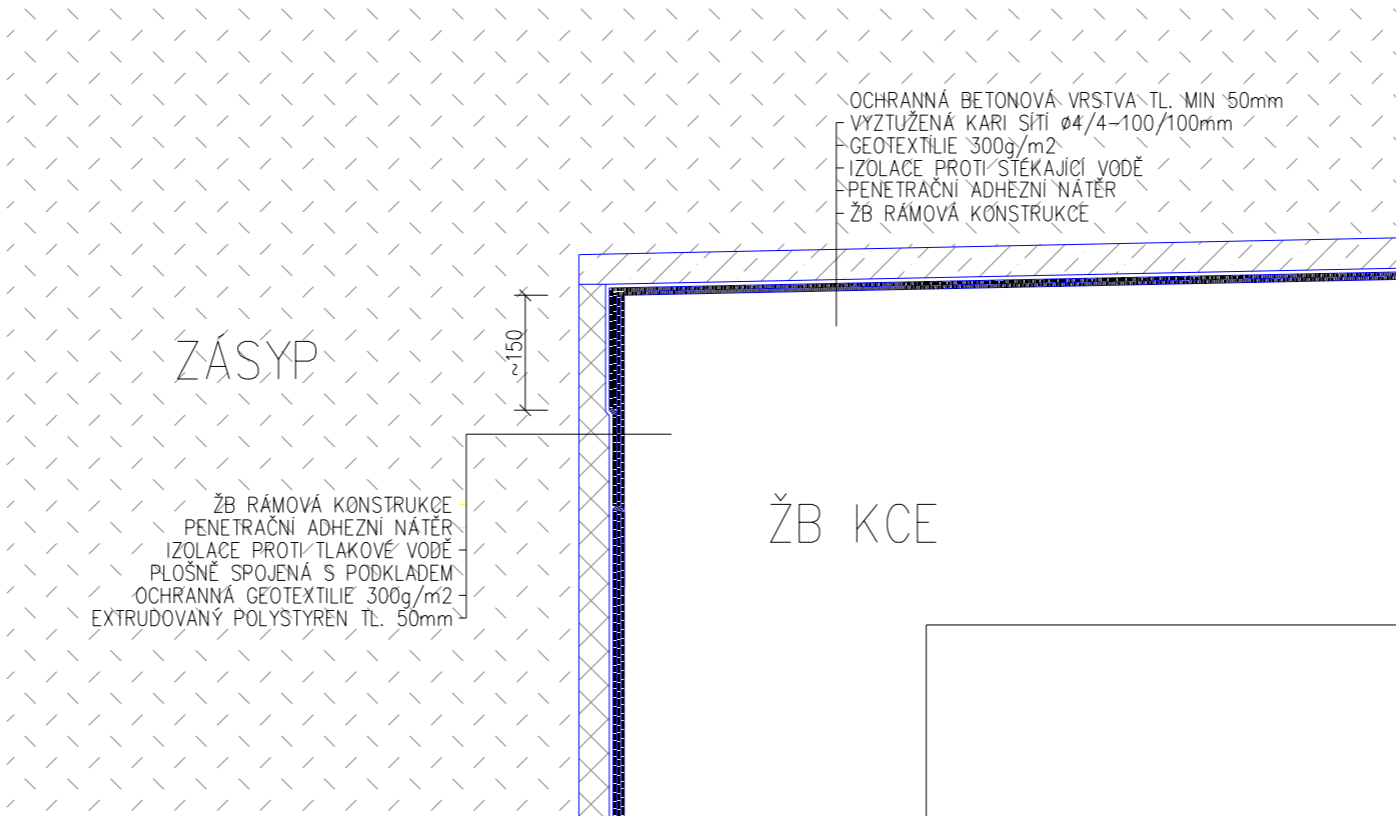 OCHRANNÁ BETONOVÁ VRSTVA TL. MIN 50mm
VYZTUŽENÁ KARI SÍTÍ ø4/4-100/100mm
GEOTEXTÍLIE 300g/m2
IZOLACE PROTI STÉKAJÍCÍ VODĚ
PENETRAČNÍ ADHEZNÍ NÁTĚR
ŽB RÁMOVÁ KONSTRUKCE
ZÁSYP
~150
ŽB RÁMOVÁ KONSTRUKCE
PENETRAČNÍ ADHEZNÍ NÁTĚR
IZOLACE PROTI TLAKOVÉ VODĚ
PLOŠNĚ SPOJENÁ S PODKLADEM
OCHRANNÁ GEOTEXTILIE 300g/m2
EXTRUDOVANÝ POLYSTYREN TL. 50mm
ŽB KCE